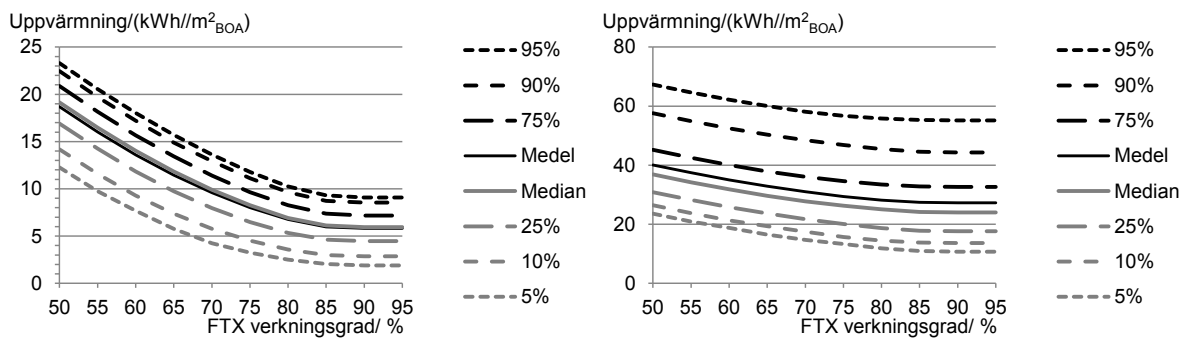 Uppvärmning/(kWh//m²BOA)
25
20
15
10
5
0
50 55 60 65 70 75 80 85 90 95
FTX verkningsgrad/ %
95%
90%
75%
Medel
Median
25%
10%
5%
Uppvärmning/(kWh//m²BOA)
80
60
40
20
0
50 55 60 65 70 75 80 85 90 95
FTX verkningsgrad/ %
95%
90%
75%
Medel
Median
25%
10%
5%